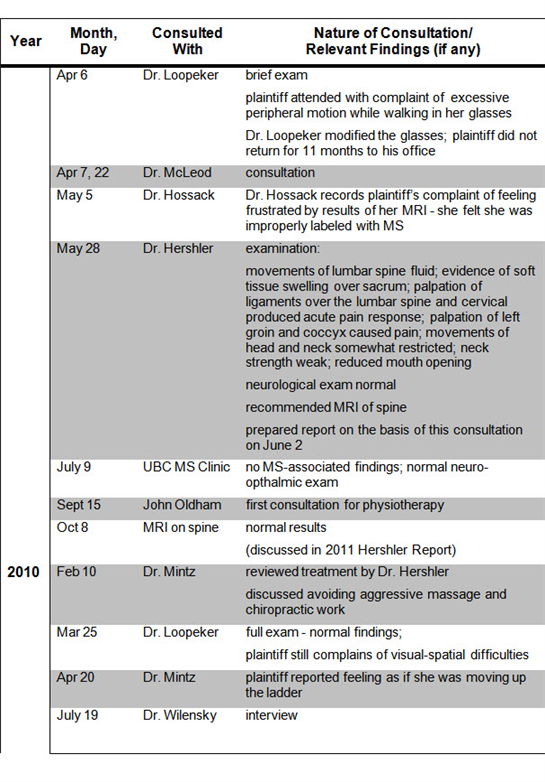 Year Month, Day Consulted With Nature of Consultation/ Relevant Findings (if any)
Apr 6 Dr. Loopeker brief exam
plaintiff attended with complaint of excessive
peripheral motion while walking in her glasses
Dr. Loopeker modified the glasses; plaintiff did not
return for 11 months to his office
Apr 7, 22 Dr. McLeod consultation
May 5 Dr. Hossack Dr. Hossack records plaintiff's complaint of feeling
frustrated by results of her MRI - she felt she was
improperly labeled with MS
May 28 Dr. Hershler examination:
movements of lumbar spine fluid; evidence of soft
tissue swelling over sacrum; palpation of
ligaments over the lumbar spine and cervical
produced acute pain response; palpation of left
groin and coccyx caused pain; movements of
head and neck somewhat restricted; neck
strength weak; reduced mouth opening
neurological exam normal
recommended MRI of spine
prepared report on the basis of this consultation
on June 2
July 9 UBC MS Clinic no MS-associated findings; normal neuro-
opthalmic exam
Sept 15 John Oldham first consultation for physiotherapy
Oct 8 MRI on spine normal results
(discussed in 2011 Hershler Report)
2010 Feb 10 Dr. Mintz reviewed treatment by Dr. Hershler
discussed avoiding aggressive massage and
chiropractic work
Mar 25 Dr. Loopeker full exam - normal findings;
plaintiff still complains of visual-spatial difficulties
Apr 20 Dr. Mintz plaintiff reported feeling as if she was moving up
the ladder
July 19 Dr. Wilensky interview